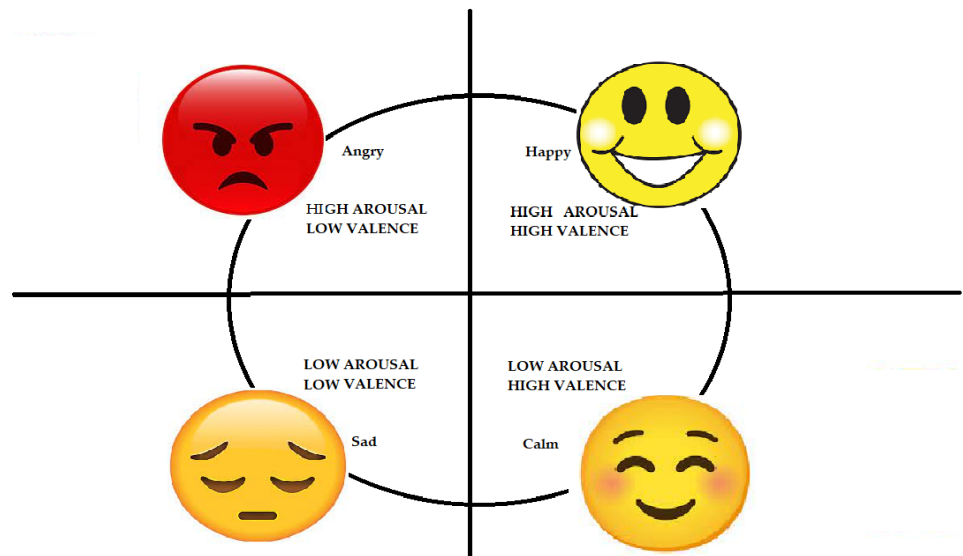 Angry
Happy
HIGH AROUSAL
LOW VALENCE
HIGH AROUSAL
HIGH VALENCE
LOW AROUSAL
LOW VALENCE
LOW AROUSAL
HIGH VALENCE
Sad
Calm